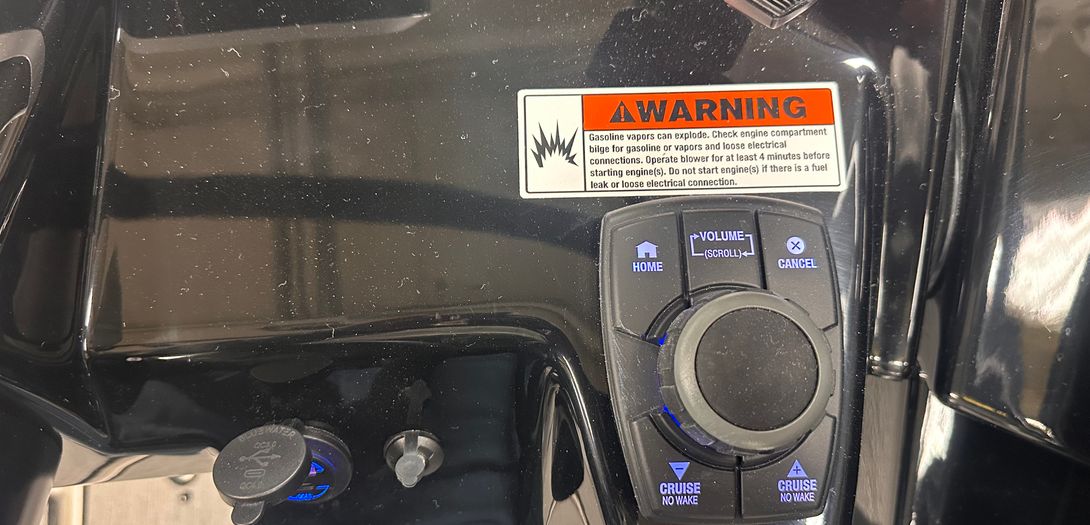 WARNING
Gasoline vapors can explode. Check engine compartment
bilge for gasoline or vapors and loose electrical
connections. Operate blower for at least 4 minutes before
starting engine(s). Do not start engine(s) if there is a fuel
leak or loose electrical connection.
HOME
VOLUME
(SCROLL)
CANCEL
CRUISE
NO WAKE
CRUISE
NO WAKE